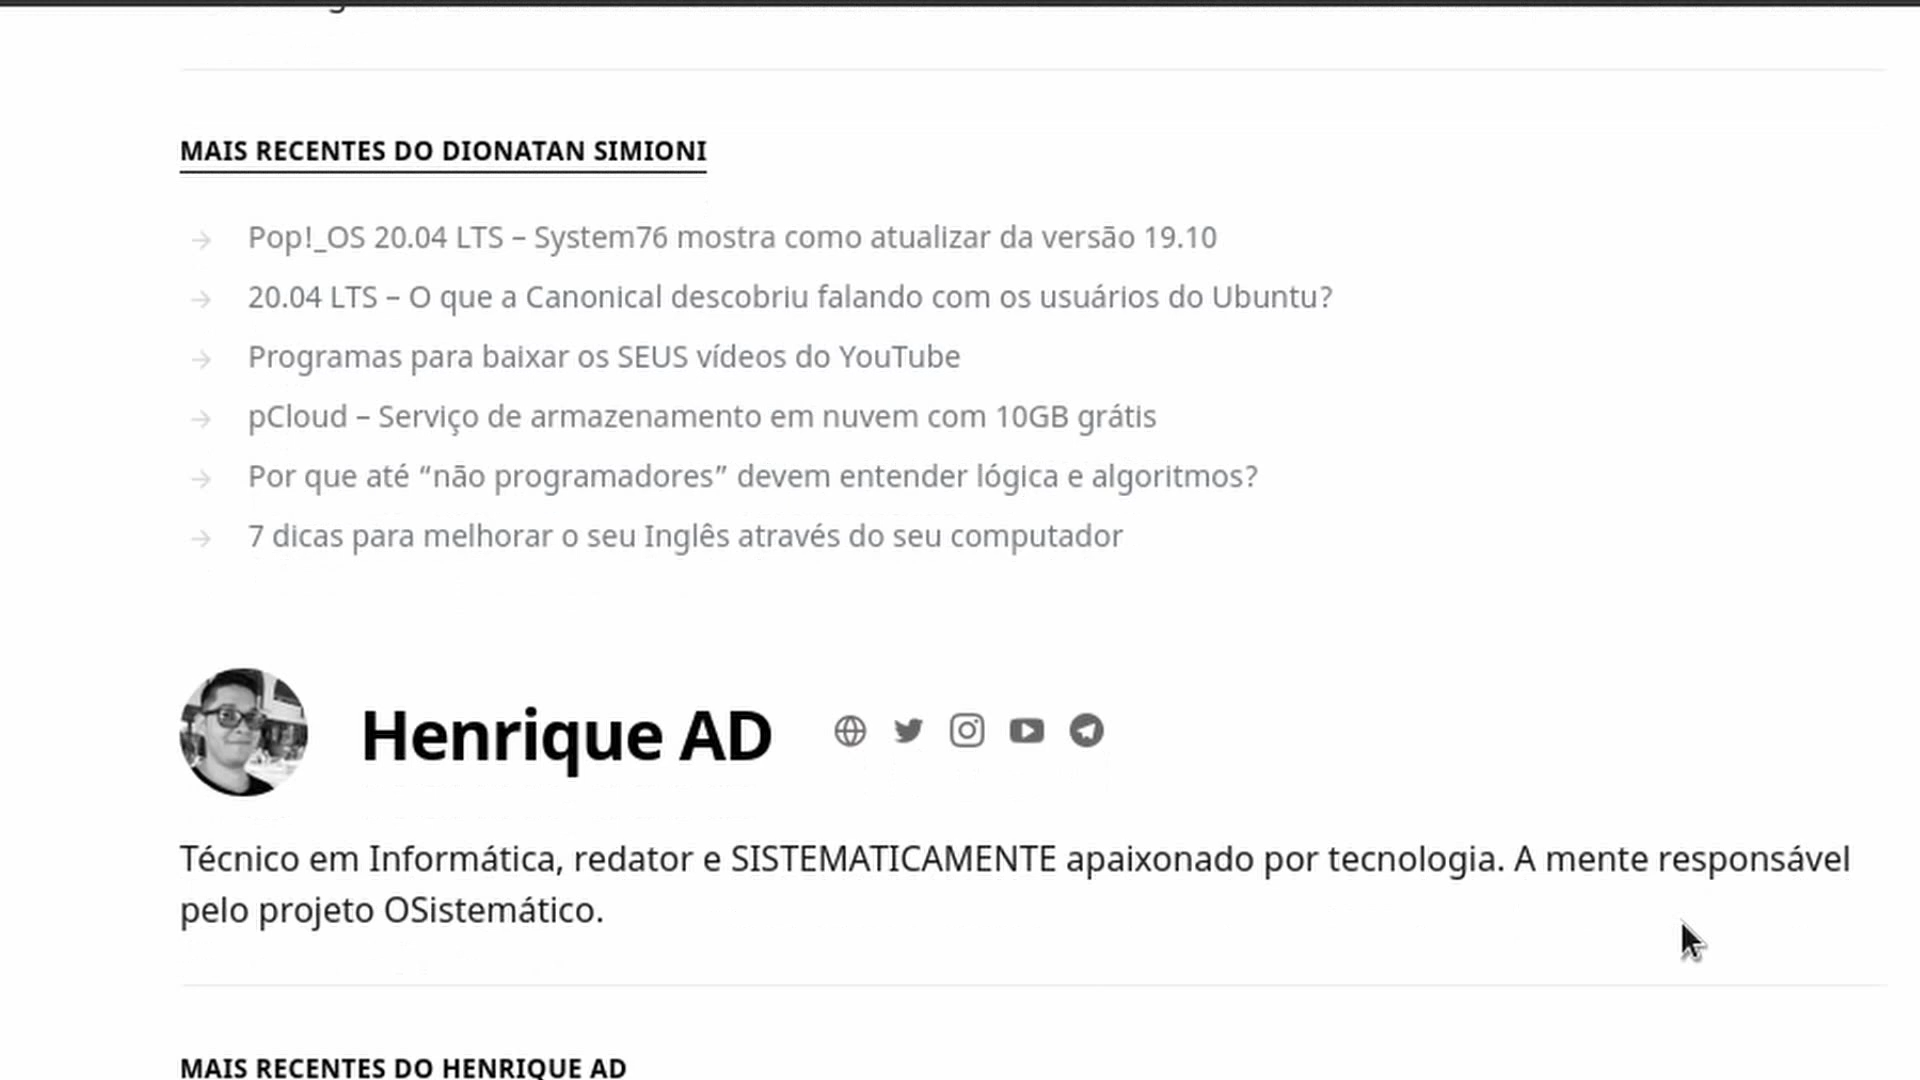 MAIS RECENTES DO DIONATAN SIMIONI
Pop!_OS 20.04 LTS – System76 mostra como atualizar da versão 19.10
20.04 LTS – O que a Canonical descobriu falando com os usuários do Ubuntu?
Programas para baixar os SEUS vídeos do YouTube
pCloud – Serviço de armazenamento em nuvem com 10GB grátis
Por que até “não programadores” devem entender lógica e algoritmos?
7 dicas para melhorar o seu Inglês através do seu computador
Henrique AD
Técnico em Informática, redator e SISTEMATICAMENTE apaixonado por tecnologia. A mente responsável
pelo projeto OSistemático.
MAIS RECENTES DO HENRIQUE AD